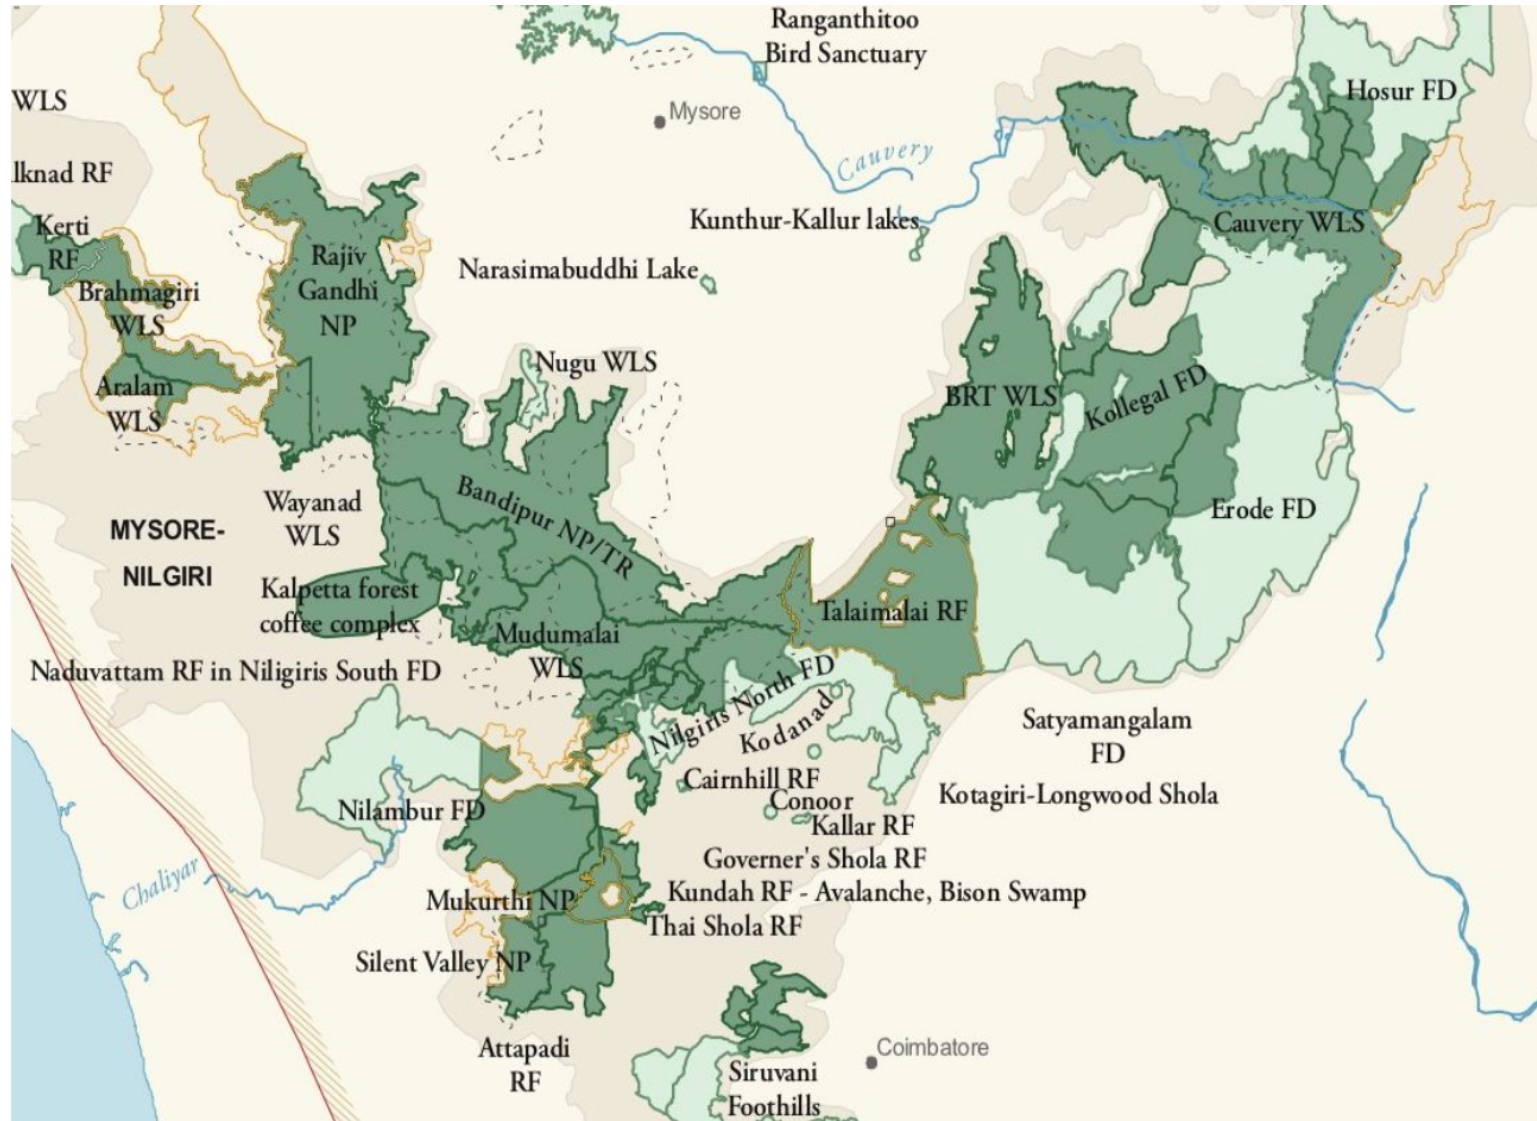 Ranganthitoo
Bird Sanctuary
WLS
Hosur FD
Mysore
Cauvery
lknad RF
Kerti
RF
Kunthur-Kallur lakes
Cauvery WLS
Rajiv
Gandhi
NP
Narasimabuddhi Lake
Brahmagiri
WLS
Nugu WLS
Aralam
WLS
BRT WLS
Kollegal FD
Wayanad
WLS
Bandipur NP/TR
Erode FD
MYSORE-
NILGIRI
Kalpetta forest
coffee complex
Talaimalai RF
Mudumalai
WLS
Naduvattam RF in Niligiris South FD
Nilgiris North FD
Kodanad
Satyamangalam
FD
Cairnhill RF
Conoor
Kotagiri-Longwood Shola
Nilambur FD
Kallar RF
Governer's Shola RF
Chaliyar
Mukurthi NP
Kundah RF - Avalanche, Bison Swamp
Thai Shola RF
Silent Valley NP
Attapadi
RF
Coimbatore
Siruvani
Foothills